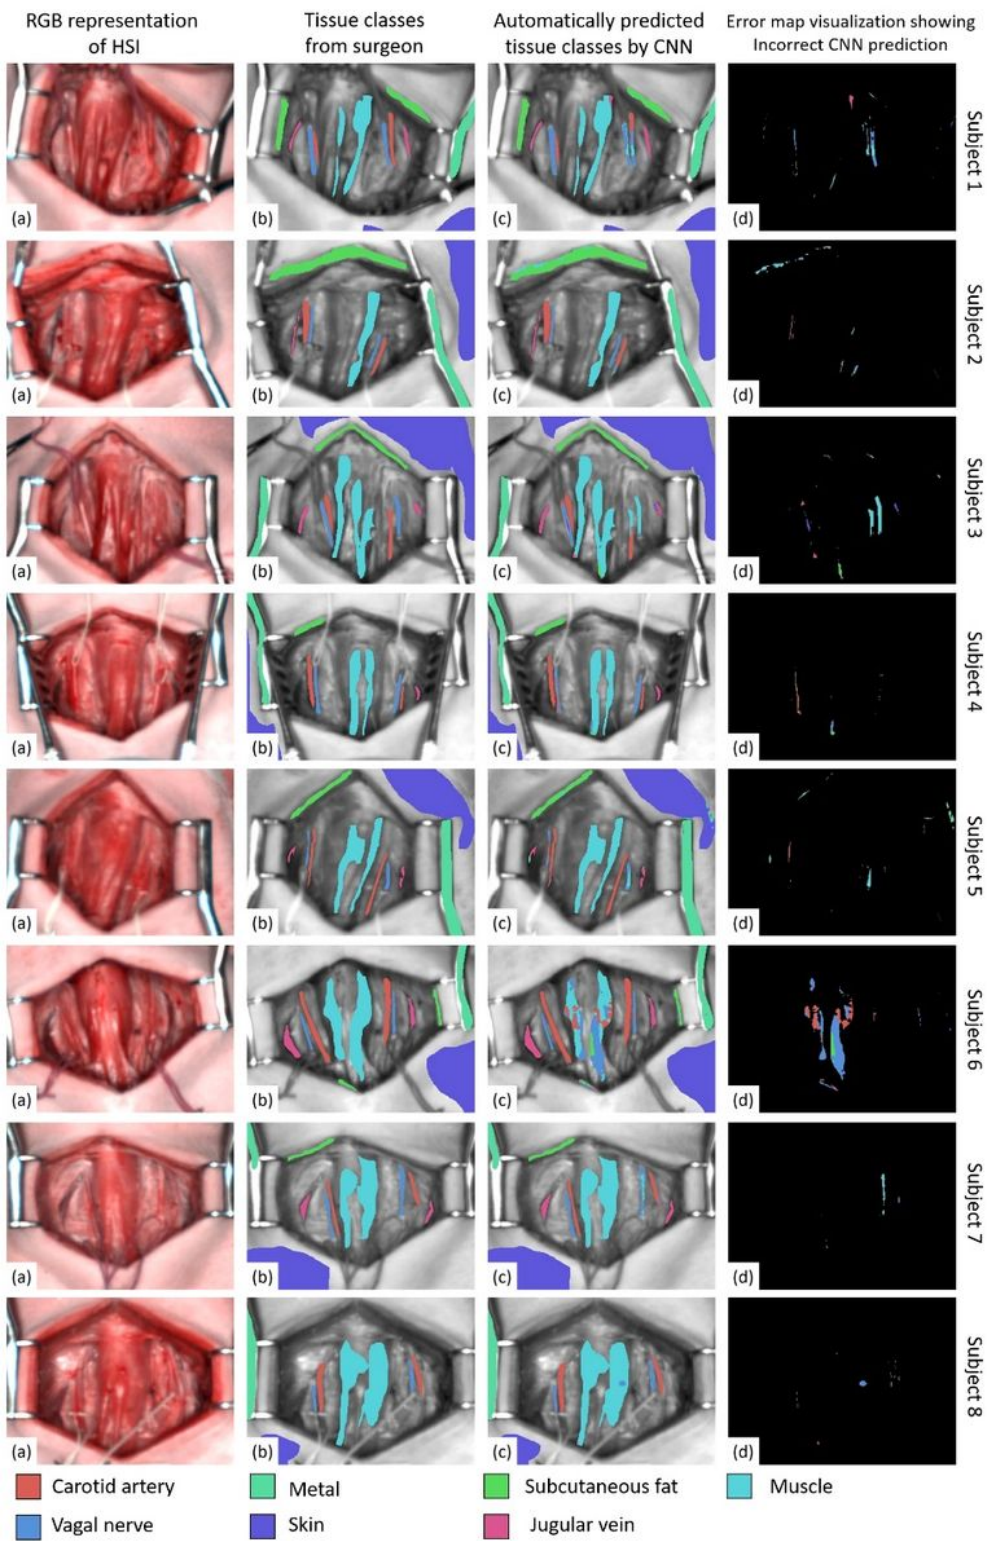 RGB representation
of HSI
Tissue classes
from surgeon
Automatically predicted
tissue classes by CNN
Error map visualization showing
Incorrect CNN prediction
(a)
(b)
(c)
(d)
Subject 1
(a)
(b)
(c)
(d)
Subject 2
(a)
(b)
(c)
(d)
Subject 3
(a)
(b)
(c)
(d)
Subject 4
(a)
(b)
(c)
(d)
Subject 5
(a)
(b)
(c)
(d)
Subject 6
(a)
(b)
(c)
(d)
Subject 7
(a)
(b)
(c)
(d)
Subject 8
Carotid artery
Metal
Subcutaneous fat
Muscle
Vagal nerve
Skin
Jugular vein